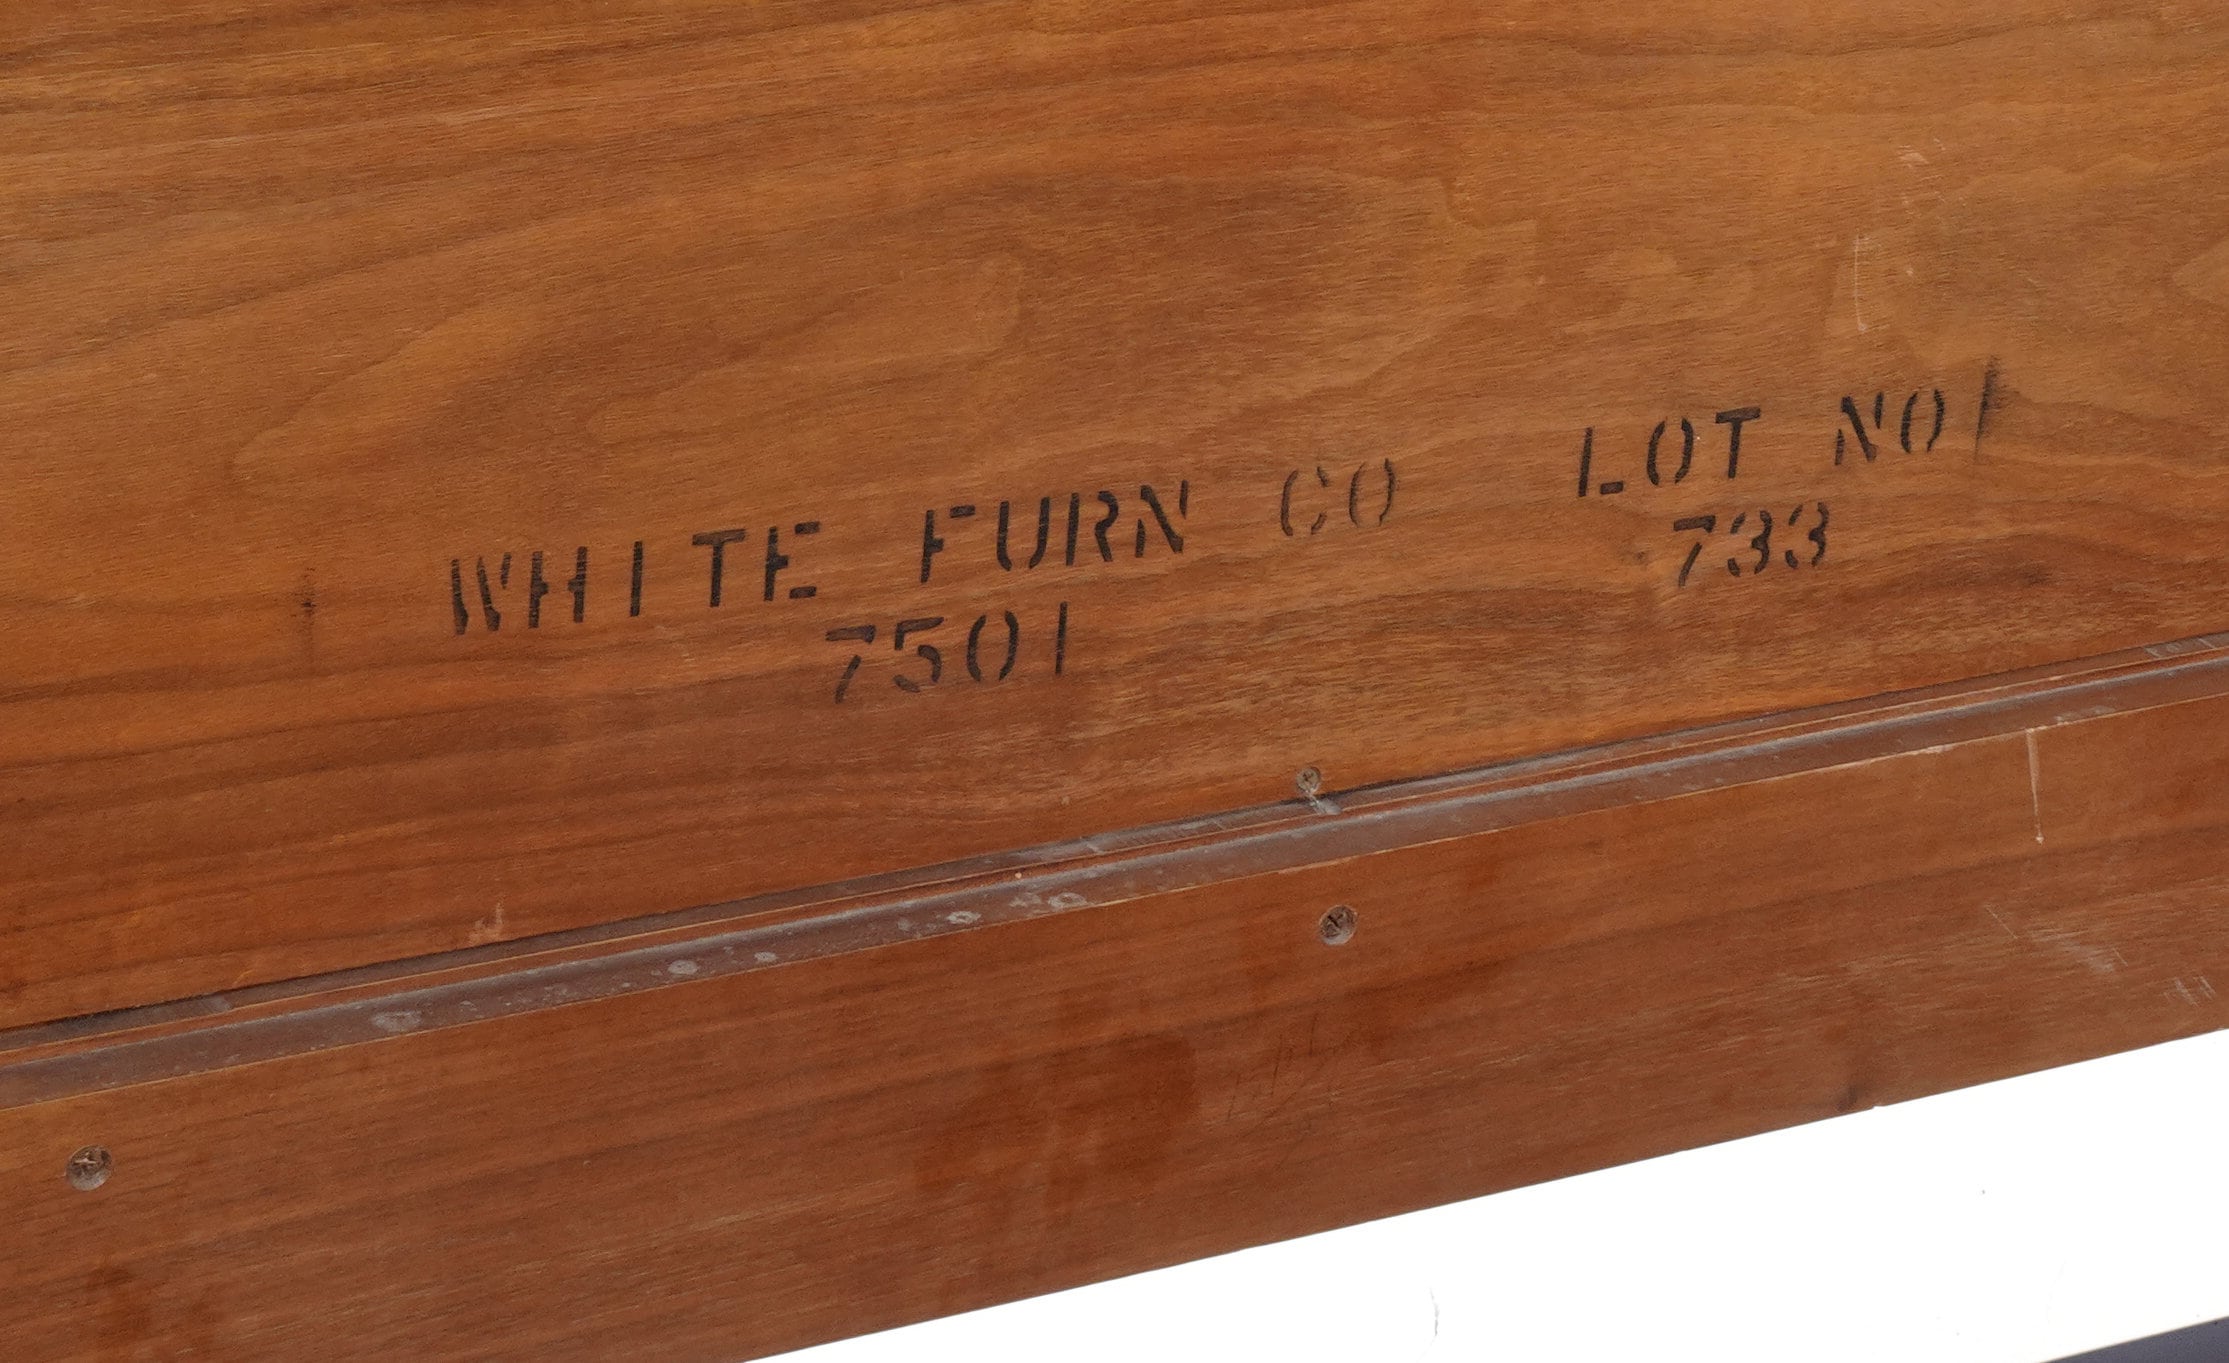 WHITE FURN CO LOT NO
7501 733